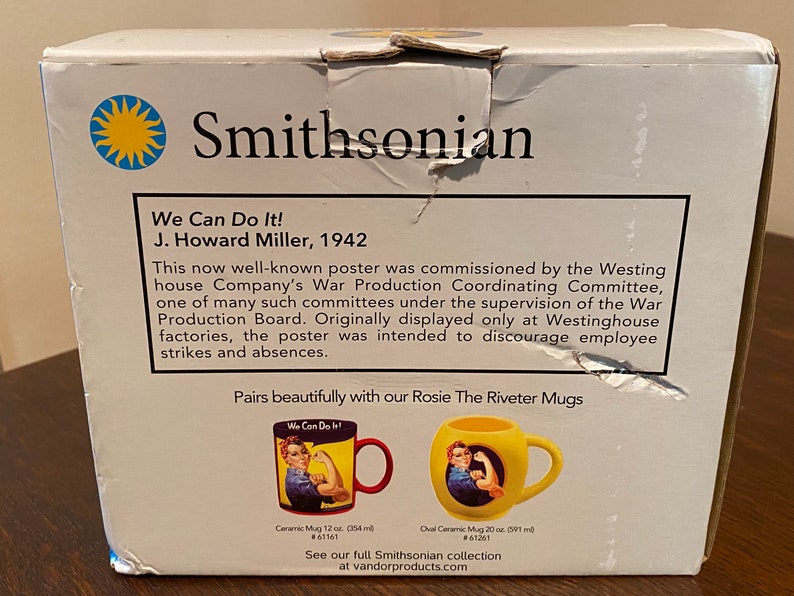 Smithsonian
We Can Do It!
J. Howard Miller, 1942
This now well-known poster was commissioned by the Westing
house Company's War Production Coordinating Committee,
one of many such committees under the supervision of the War
Production Board. Originally displayed only at Westinghouse
factories, the poster was intended to discourage employee
strikes and absences.
Pairs beautifully with our Rosie The Riveter Mugs
We Can Do It!
Ceramic Mug 12 oz. (354 ml)
# 61161
Oval Ceramic Mug 20 oz. (591 ml)
# 61261
See our full Smithsonian collection
at vandorproducts.com